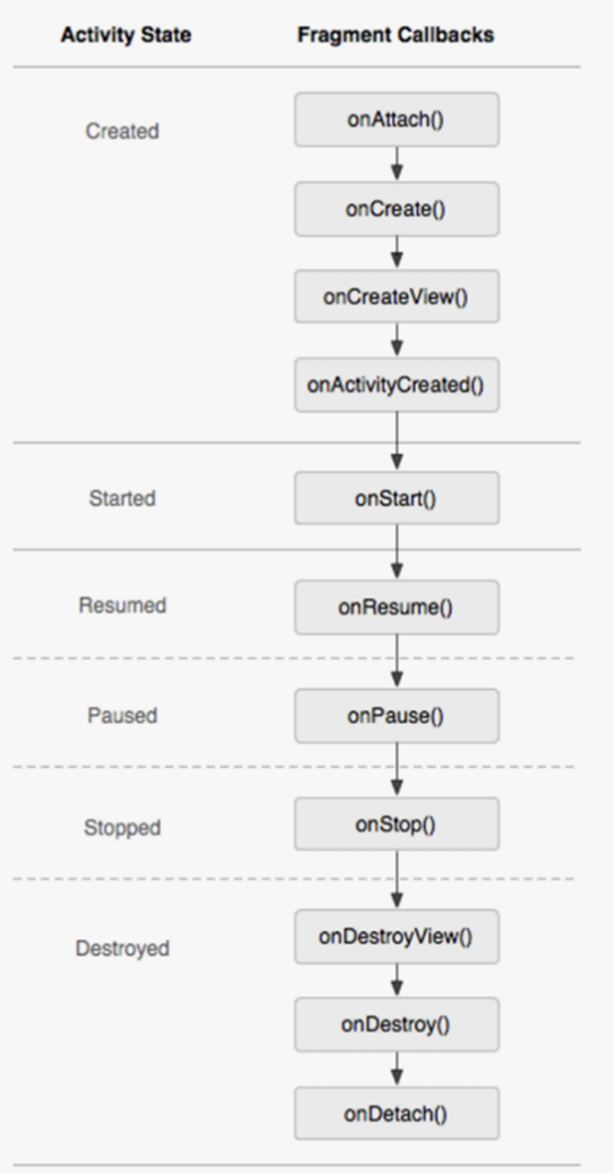 Activity State Fragment Callbacks
Created
onAttach()
onCreate()
onCreateView()
onActivityCreated()
Started
onStart()
Resumed
onResume()
Paused
onPause()
Stopped
onStop()
Destroyed
onDestroyView()
onDestroy()
onDetach()